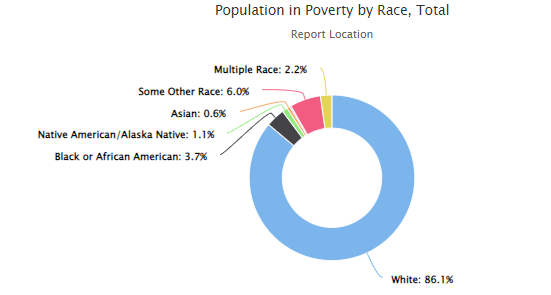 Population in Poverty by Race, Total
Report Location
Multiple Race: 2.2%
Some Other Race: 6.0%
Asian: 0.6%
Native American/Alaska Native: 1.1%
Black or African American: 3.7%
White: 86.1%